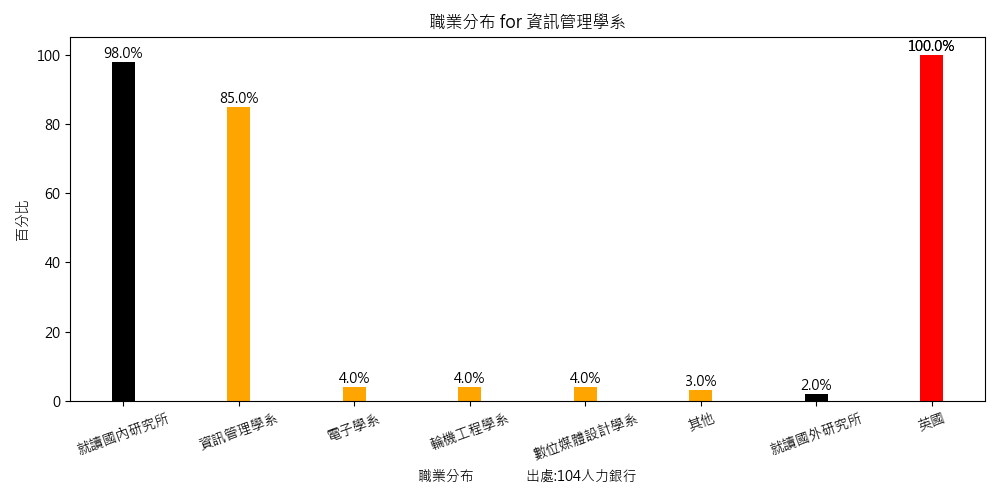 職業分布 for 資訊管理學系
百分比
100
80
60
40
20
0
98.0%
85.0%
4.0%
4.0%
4.0%
3.0%
2.0%
100.0%
就讀國內研究所
資訊管理學系
電子學系
輪機工程學系
數位媒體設計學系
其他
就讀國外研究所
英國
職業分布 出處:104人力銀行